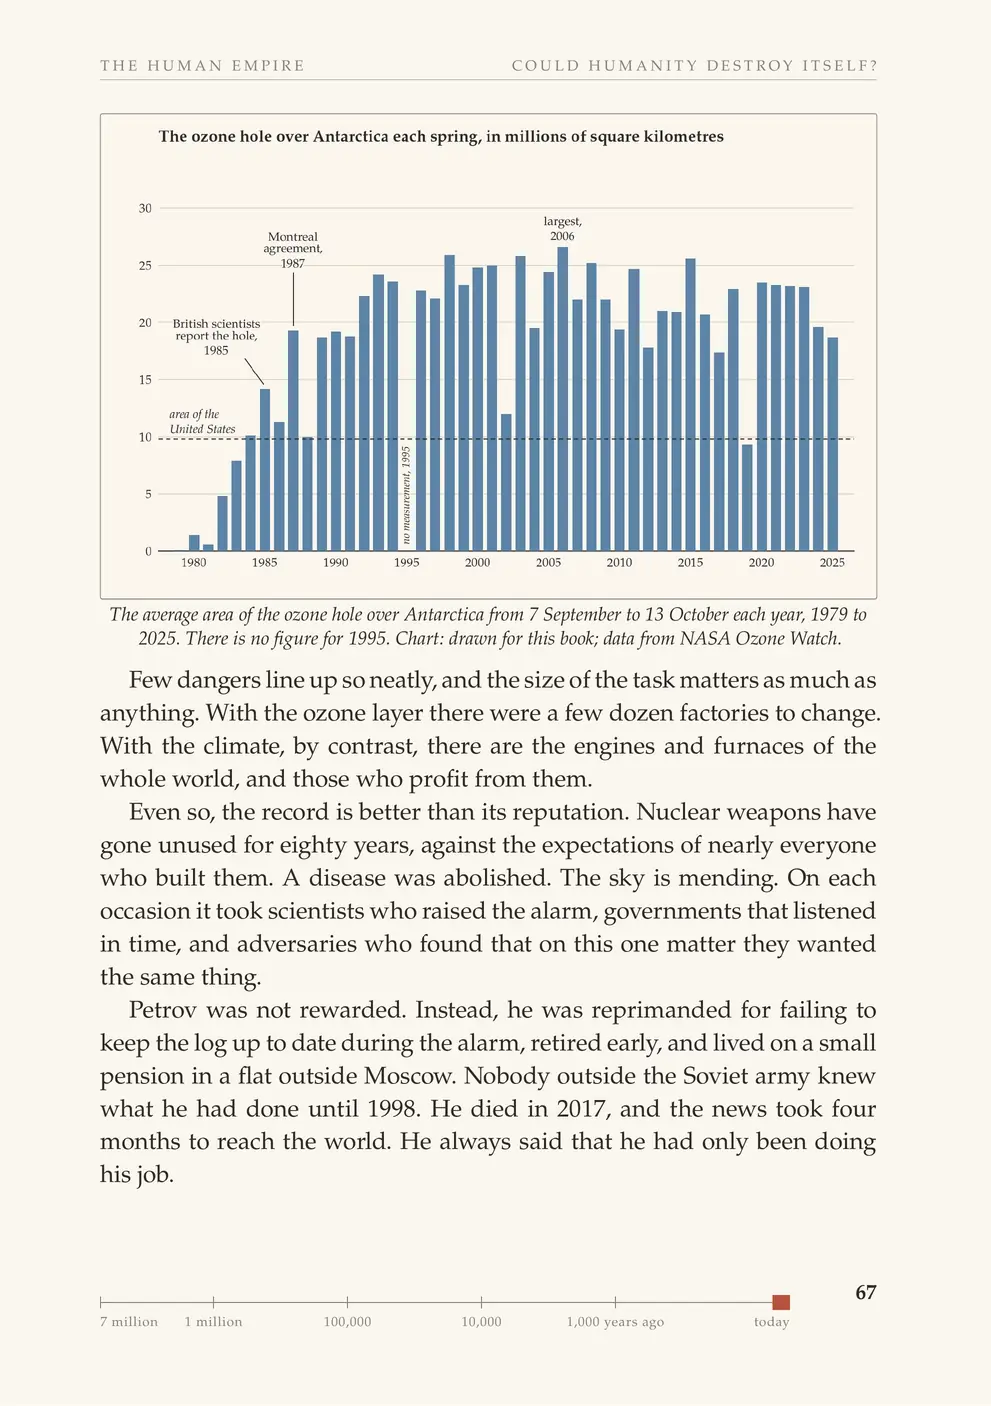 THE HUMAN EMPIRE
COULD HUMANITY DESTROY ITSELF?
The ozone hole over Antarctica each spring, in millions of square kilometres
30
25
20
15
10
5
0
largest,
2006
Montreal
agreement,
1987
British scientists
report the hole,
1985
area of the
United States
no measurement, 1995
1980 1985 1990 1995 2000 2005 2010 2015 2020 2025
The average area of the ozone hole over Antarctica from 7 September to 13 October each year, 1979 to
2025. There is no figure for 1995. Chart: drawn for this book; data from NASA Ozone Watch.
Few dangers line up so neatly, and the size of the task matters as much as
anything. With the ozone layer there were a few dozen factories to change.
With the climate, by contrast, there are the engines and furnaces of the
whole world, and those who profit from them.
Even so, the record is better than its reputation. Nuclear weapons have
gone unused for eighty years, against the expectations of nearly everyone
who built them. A disease was abolished. The sky is mending. On each
occasion it took scientists who raised the alarm, governments that listened
in time, and adversaries who found that on this one matter they wanted
the same thing.
Petrov was not rewarded. Instead, he was reprimanded for failing to
keep the log up to date during the alarm, retired early, and lived on a small
pension in a flat outside Moscow. Nobody outside the Soviet army knew
what he had done until 1998. He died in 2017, and the news took four
months to reach the world. He always said that he had only been doing
his job.
67
7 million 1 million 100,000 10,000 1,000 years ago today